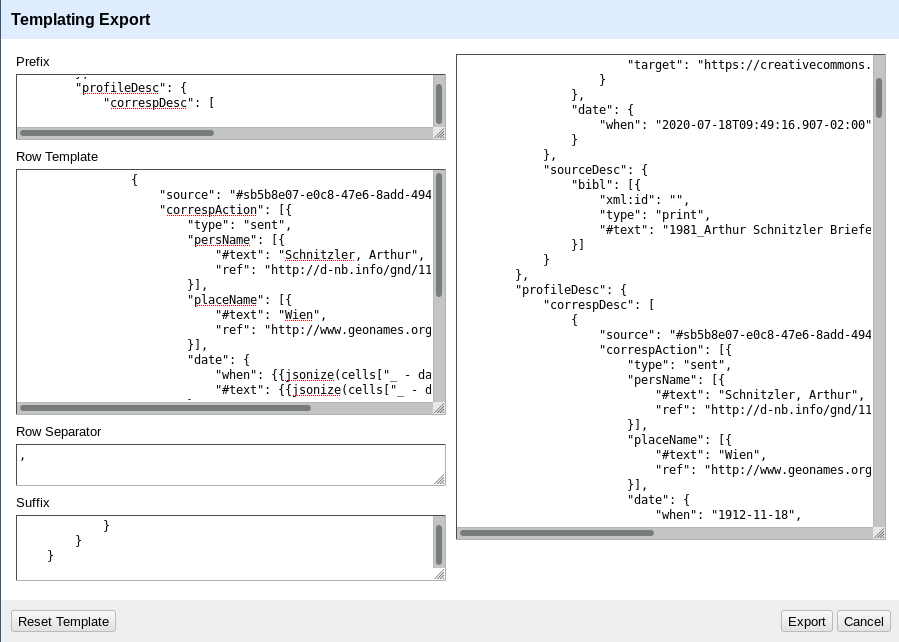 Templating Export
Prefix
},
"profileDesc": {
"correspDesc": [
Row Template
{
"source": "#sb5b8e07-e0c8-47e6-8add-494
"correspAction": [{
"type": "sent",
"persName": [{
"#text": "Schnitzler, Arthur",
"ref": "http://d-nb.info/gnd/11
}],
"placeName": [{
"#text": "Wien",
"ref": "http://www.geonames.org
}],
"date": {
"when": {{jsonize(cells["_ - da
"#text": {{jsonize(cells["_ - d
Row Separator
,
Suffix
}
}
}
"target": "https://creativecommons.
}
},
"date": {
"when": "2020-07-18T09:49:16.907-02:00"
}
},
"sourceDesc": {
"bibl": [{
"xml:id": "",
"type": "print",
"#text": "1981_Arthur Schnitzler Briefe
}]
}
},
"profileDesc": {
"correspDesc": [
{
"source": "#sb5b8e07-e0c8-47e6-8add-494
"correspAction": [{
"type": "sent",
"persName": [{
"#text": "Schnitzler, Arthur",
"ref": "http://d-nb.info/gnd/11
}],
"placeName": [{
"#text": "Wien",
"ref": "http://www.geonames.org
}],
"date": {
"when": "1912-11-18",
Reset Template
Export
Cancel